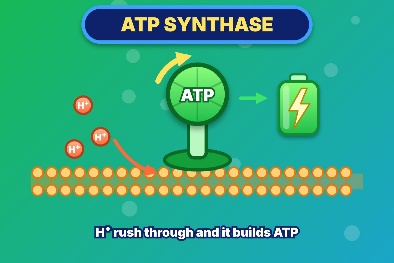 ATP SYNTHASE
ATP
H⁺
H⁺
H⁺
H⁺ rush through and it builds ATP